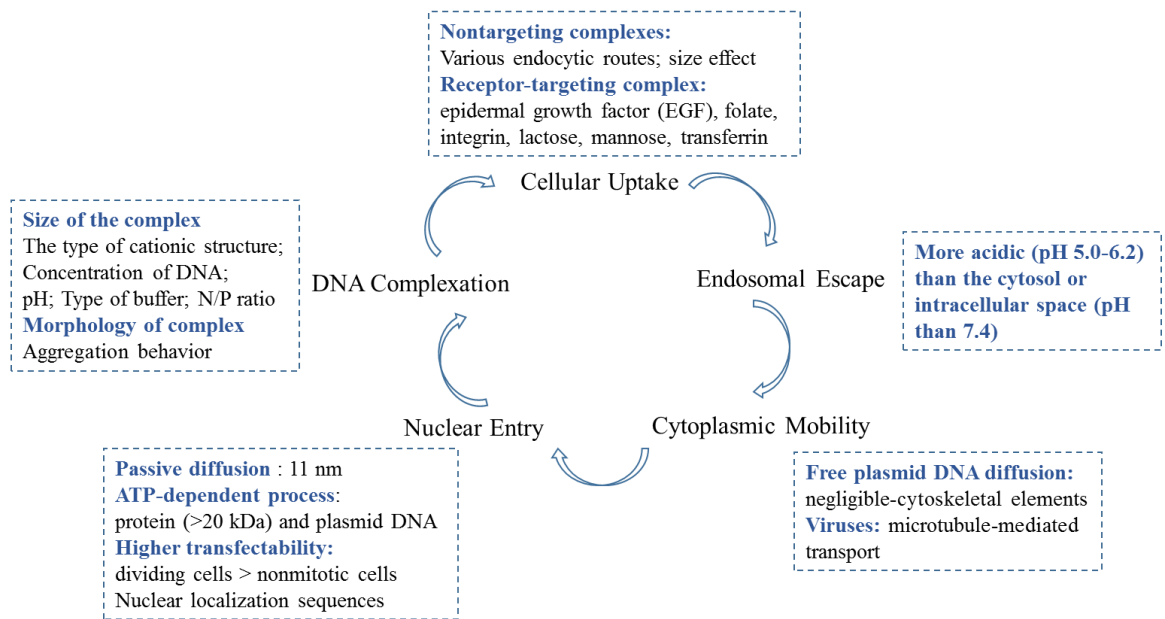 Nontargeting complexes:
Various endocytic routes; size effect
Receptor-targeting complex:
epidermal growth factor (EGF), folate,
integrin, lactose, mannose, transferrin
Cellular Uptake
Size of the complex
The type of cationic structure;
Concentration of DNA;
pH; Type of buffer; N/P ratio
Morphology of complex
Aggregation behavior
DNA Complexation
Endosomal Escape
More acidic (pH 5.0-6.2)
than the cytosol or
intracellular space (pH
than 7.4)
Nuclear Entry
Cytoplasmic Mobility
Passive diffusion : 11 nm
ATP-dependent process:
protein (>20 kDa) and plasmid DNA
Higher transfectability:
dividing cells > nonmitotic cells
Nuclear localization sequences
Free plasmid DNA diffusion:
negligible-cytoskeletal elements
Viruses: microtubule-mediated
transport